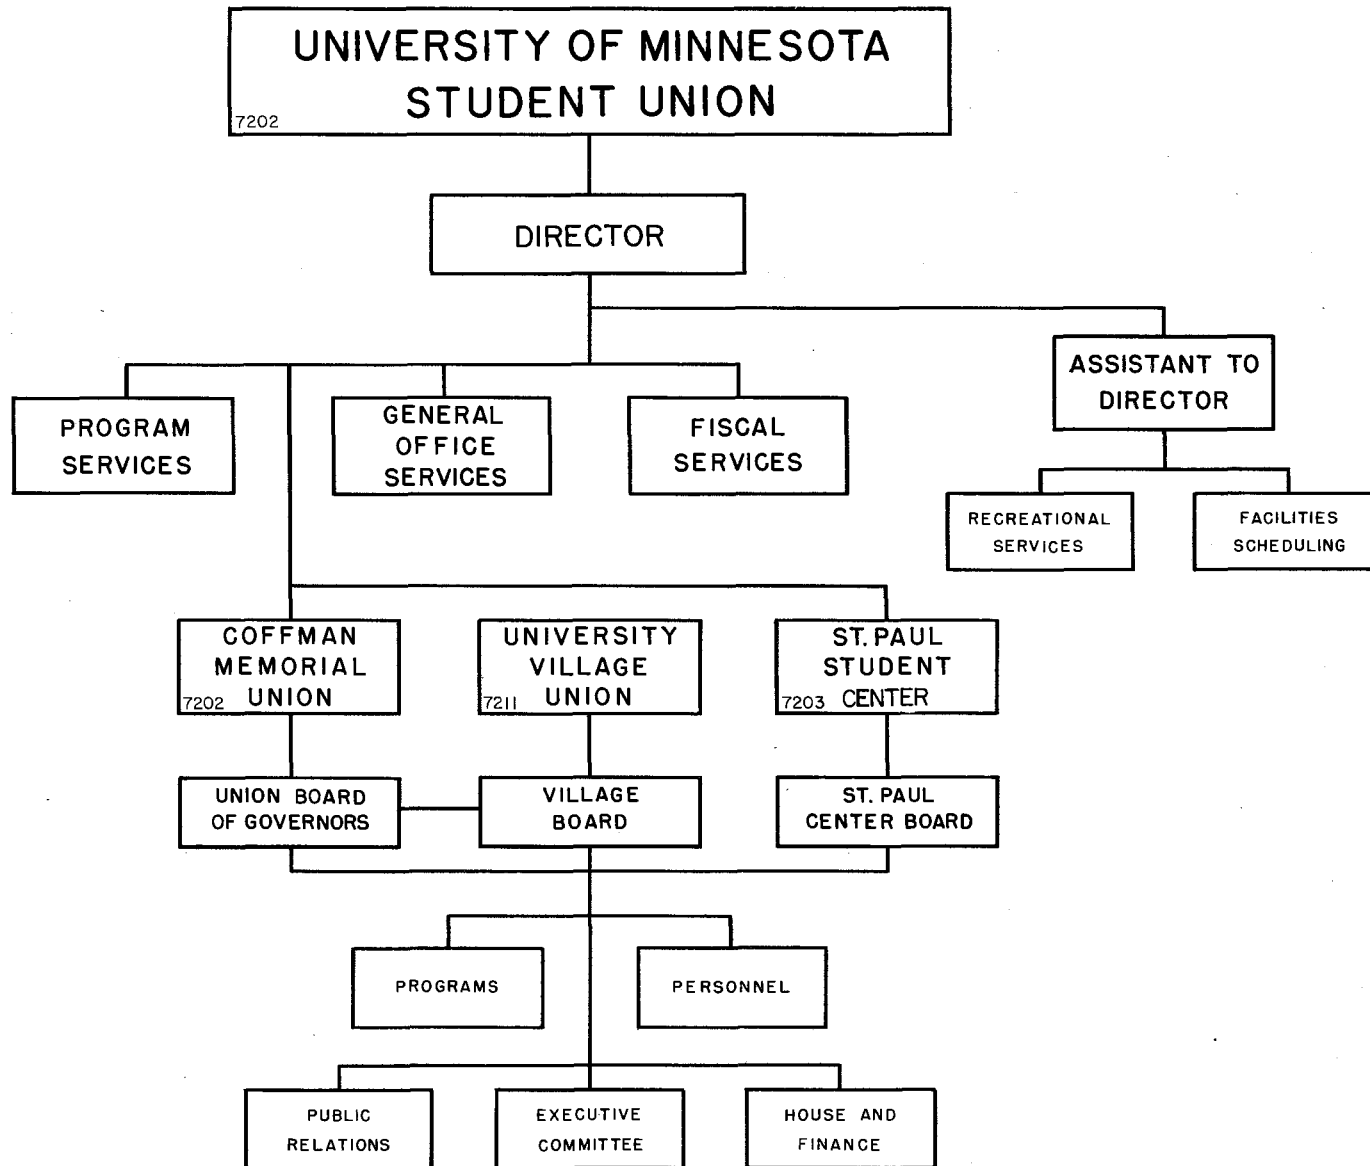 UNIVERSITY OF MINNESOTA
STUDENT UNION
7202
DIRECTOR
ASSISTANT TO
DIRECTOR
PROGRAM
SERVICES
GENERAL
OFFICE
SERVICES
FISCAL
SERVICES
RECREATIONAL
SERVICES
FACILITIES
SCHEDULING
COFFMAN
MEMORIAL
7202 UNION
UNIVERSITY
VILLAGE
7211 UNION
ST. PAUL
STUDENT
7203 CENTER
UNION BOARD
OF GOVERNORS
VILLAGE
BOARD
ST. PAUL
CENTER BOARD
PROGRAMS
PERSONNEL
PUBLIC
RELATIONS
EXECUTIVE
COMMITTEE
HOUSE AND
FINANCE